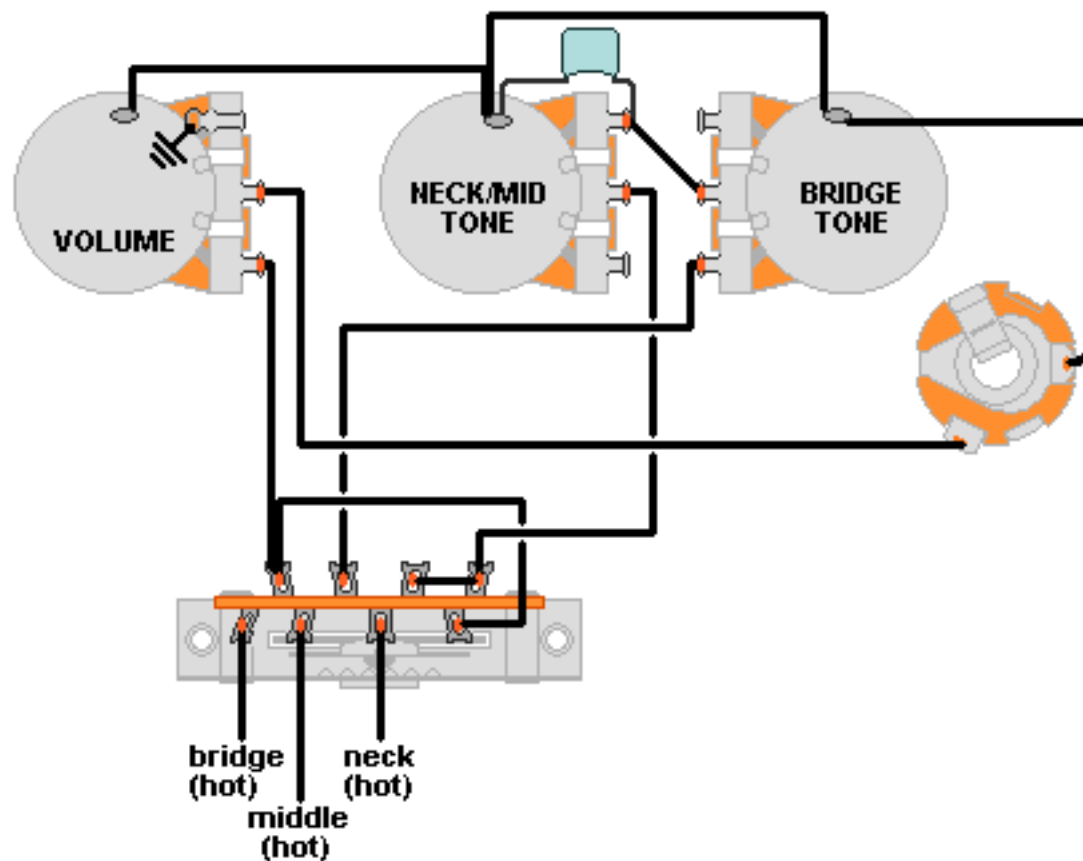 VOLUME
NECK/MID
TONE
BRIDGE
TONE
bridge
(hot)
neck
(hot)
middle
(hot)